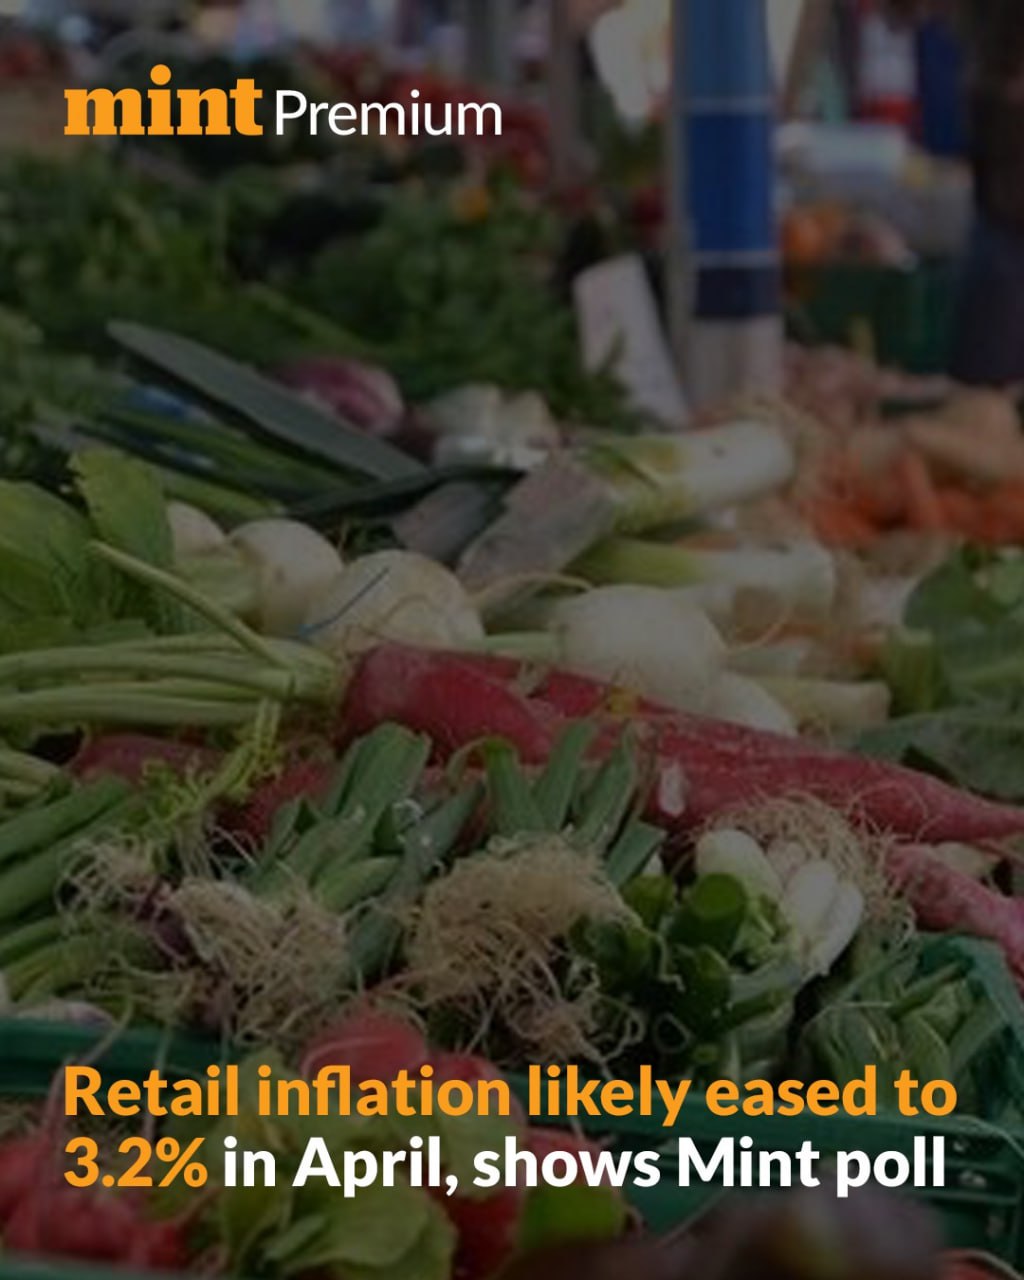 mint Premium
Retail inflation likely eased to
3.2% in April, shows Mint poll